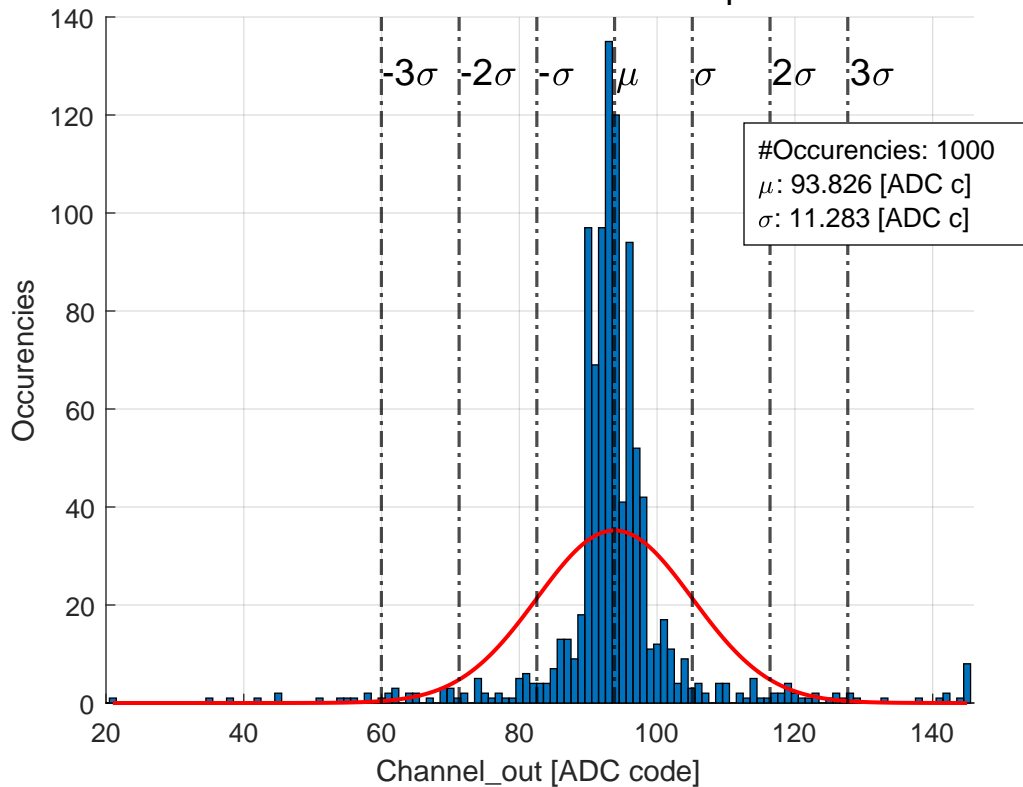 140
120
100
80
60
40
20
0
Occurencies
-3σ -2σ -σ μ σ 2σ 3σ
#Occurencies: 1000
μ: 93.826 [ADC c]
σ: 11.283 [ADC c]
20 40 60 80 100 120 140
Channel_out [ADC code]